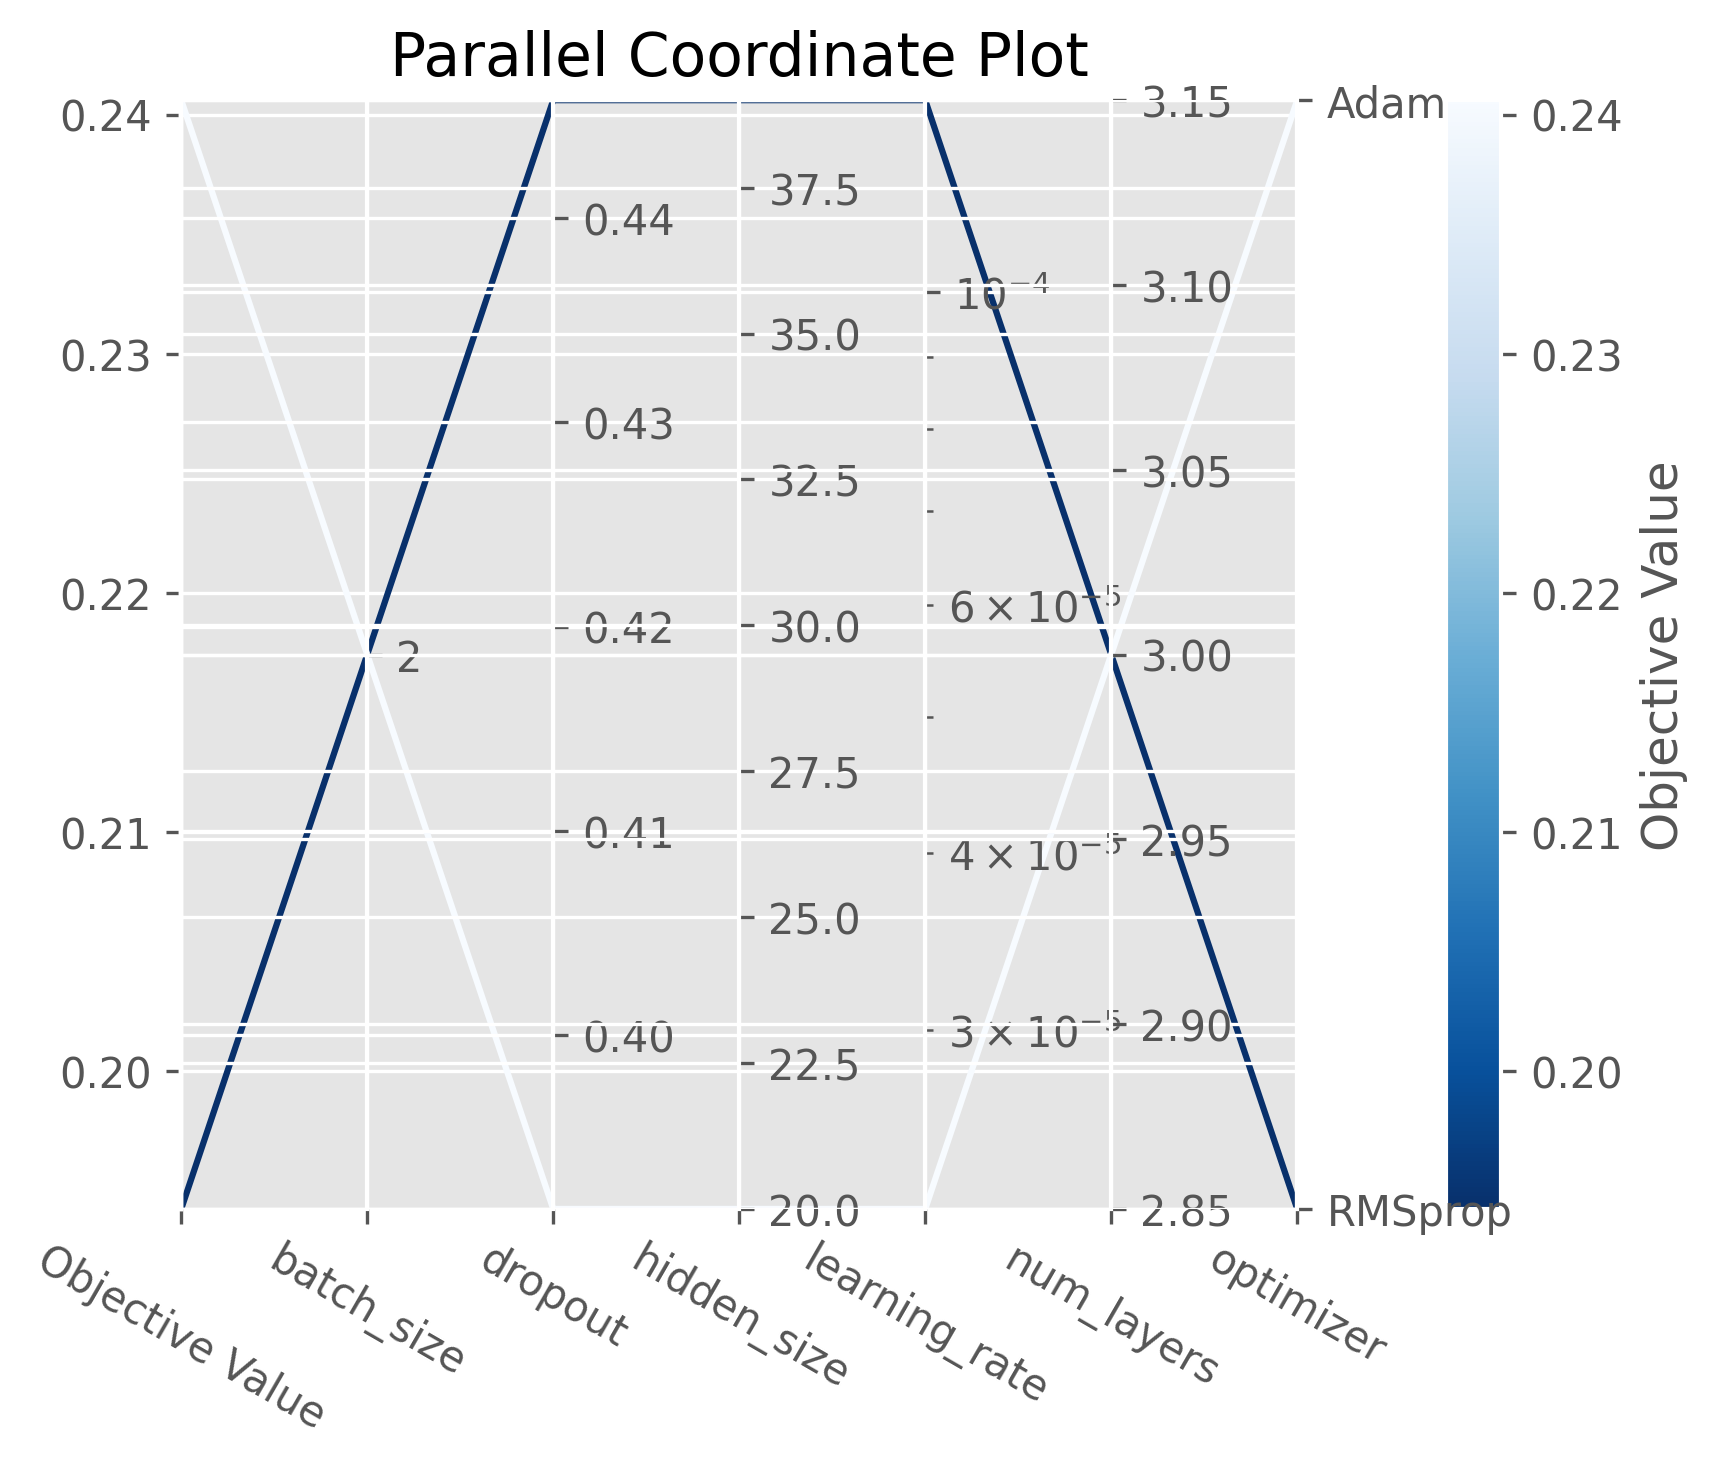 Parallel Coordinate Plot
0.24
0.23
0.22
0.21
0.20
2
0.44
0.43
0.42
0.41
0.40
37.5
35.0
32.5
30.0
27.5
25.0
22.5
20.0
10⁻⁴
6 × 10⁻⁵
4 × 10⁻⁵
3 × 10⁻⁵
3.15
3.10
3.05
3.00
2.95
2.90
2.85
Adam
RMSprop
0.24
0.23
0.22
0.21
0.20
Objective Value
Objective Value
batch_size
dropout
hidden_size
learning_rate
num_layers
optimizer